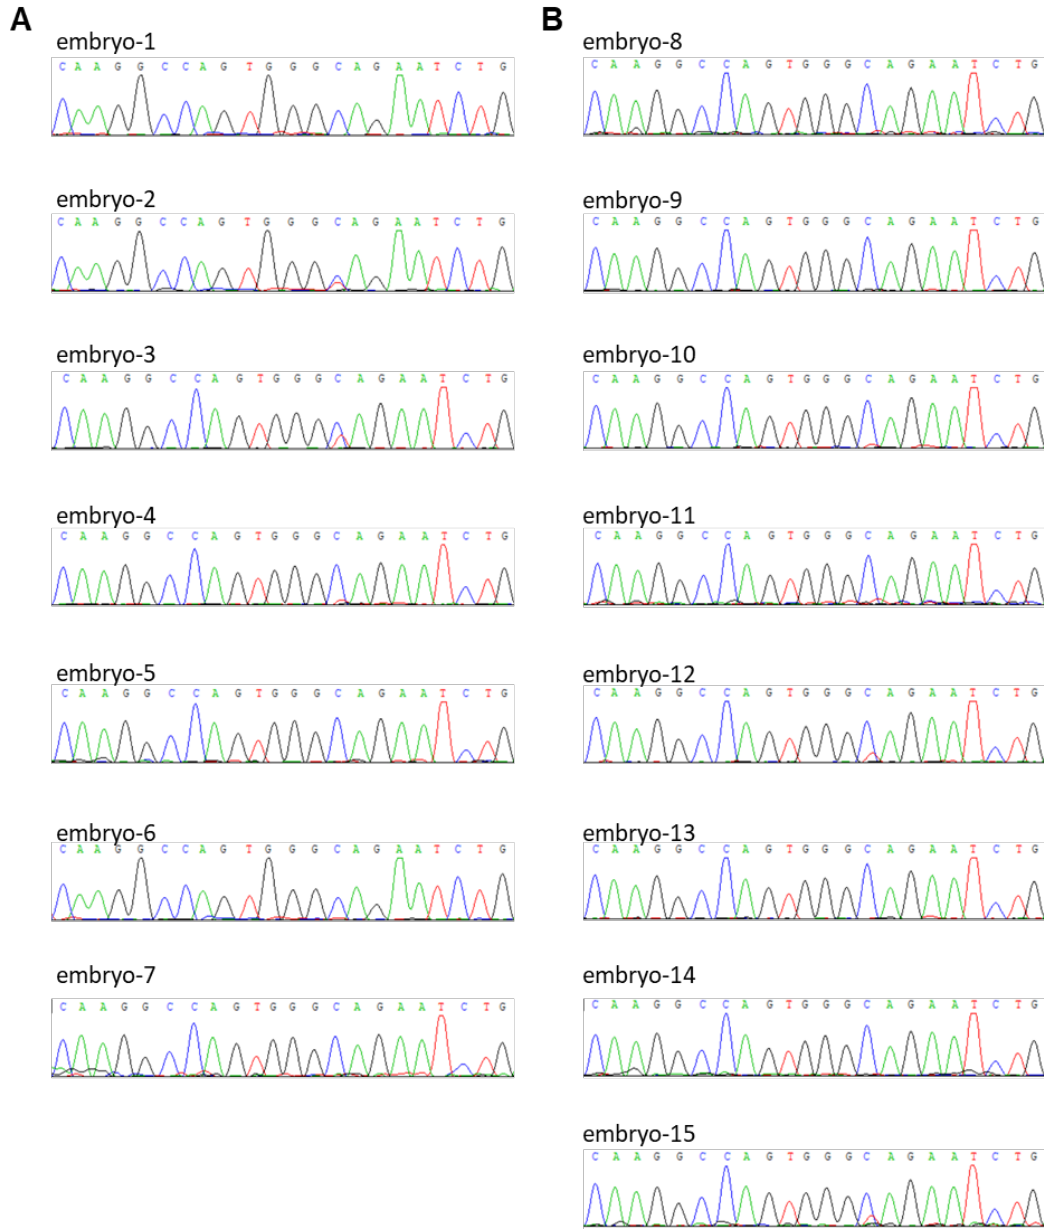 A
embryo-1
C A A G G C C A G T G G G C A G A A T C T G
embryo-2
C A A G G C C A G T G G G C A G A A T C T G
embryo-3
C A A G G C C A G T G G G C A G A A T C T G
embryo-4
C A A G G C C A G T G G G C A G A A T C T G
embryo-5
C A A G G C C A G T G G G C A G A A T C T G
embryo-6
C A A G G C C A G T G G G C A G A A T C T G
embryo-7
C A A G G C C A G T G G G C A G A A T C T G
B
embryo-8
C A A G G C C A G T G G G C A G A A T C T G
embryo-9
C A A G G C C A G T G G G C A G A A T C T G
embryo-10
C A A G G C C A G T G G G C A G A A T C T G
embryo-11
C A A G G C C A G T G G G C A G A A T C T G
embryo-12
C A A G G C C A G T G G G C A G A A T C T G
embryo-13
C A A G G C C A G T G G G C A G A A T C T G
embryo-14
C A A G G C C A G T G G G C A G A A T C T G
embryo-15
C A A G G C C A G T G G G C A G A A T C T G